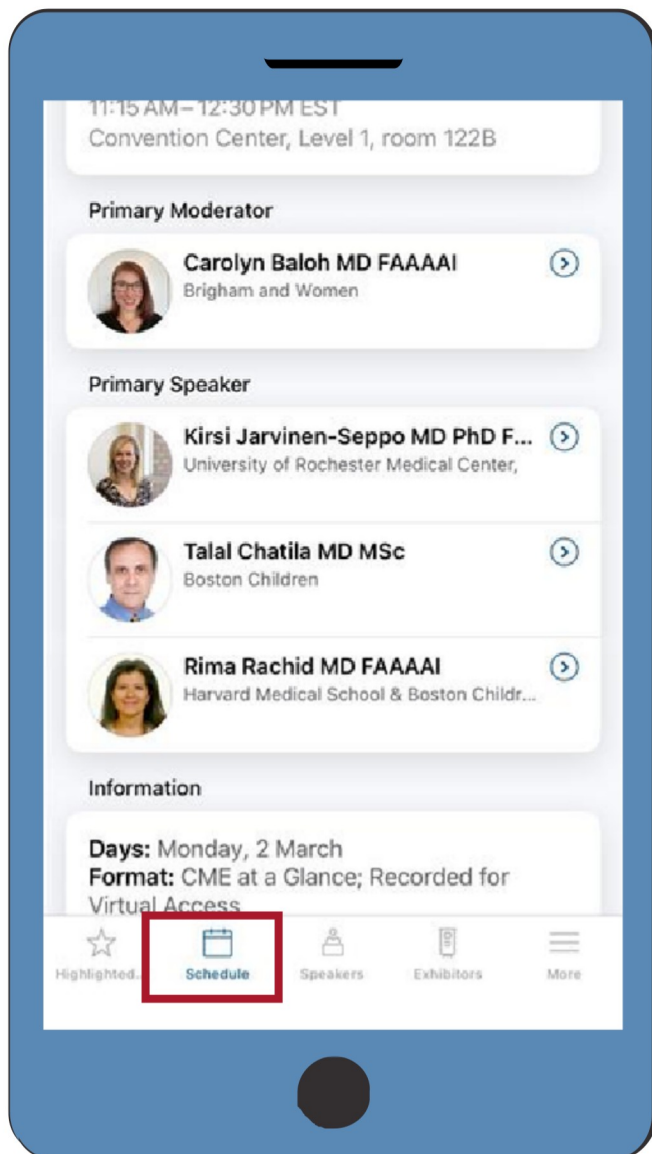 11:15 AM – 12:30 PM EST
Convention Center, Level 1, room 122B
Primary Moderator
Carolyn Baloh MD FAAAAI
Brigham and Women
Primary Speaker
Kirsi Jarvinen-Seppo MD PhD F...
University of Rochester Medical Center,
Talal Chatila MD MSc
Boston Children
Rima Rachid MD FAAAAI
Harvard Medical School & Boston Childr...
Information
Days: Monday, 2 March
Format: CME at a Glance; Recorded for
Virtual Access
Highlighted..
Schedule
Speakers
Exhibitors
More